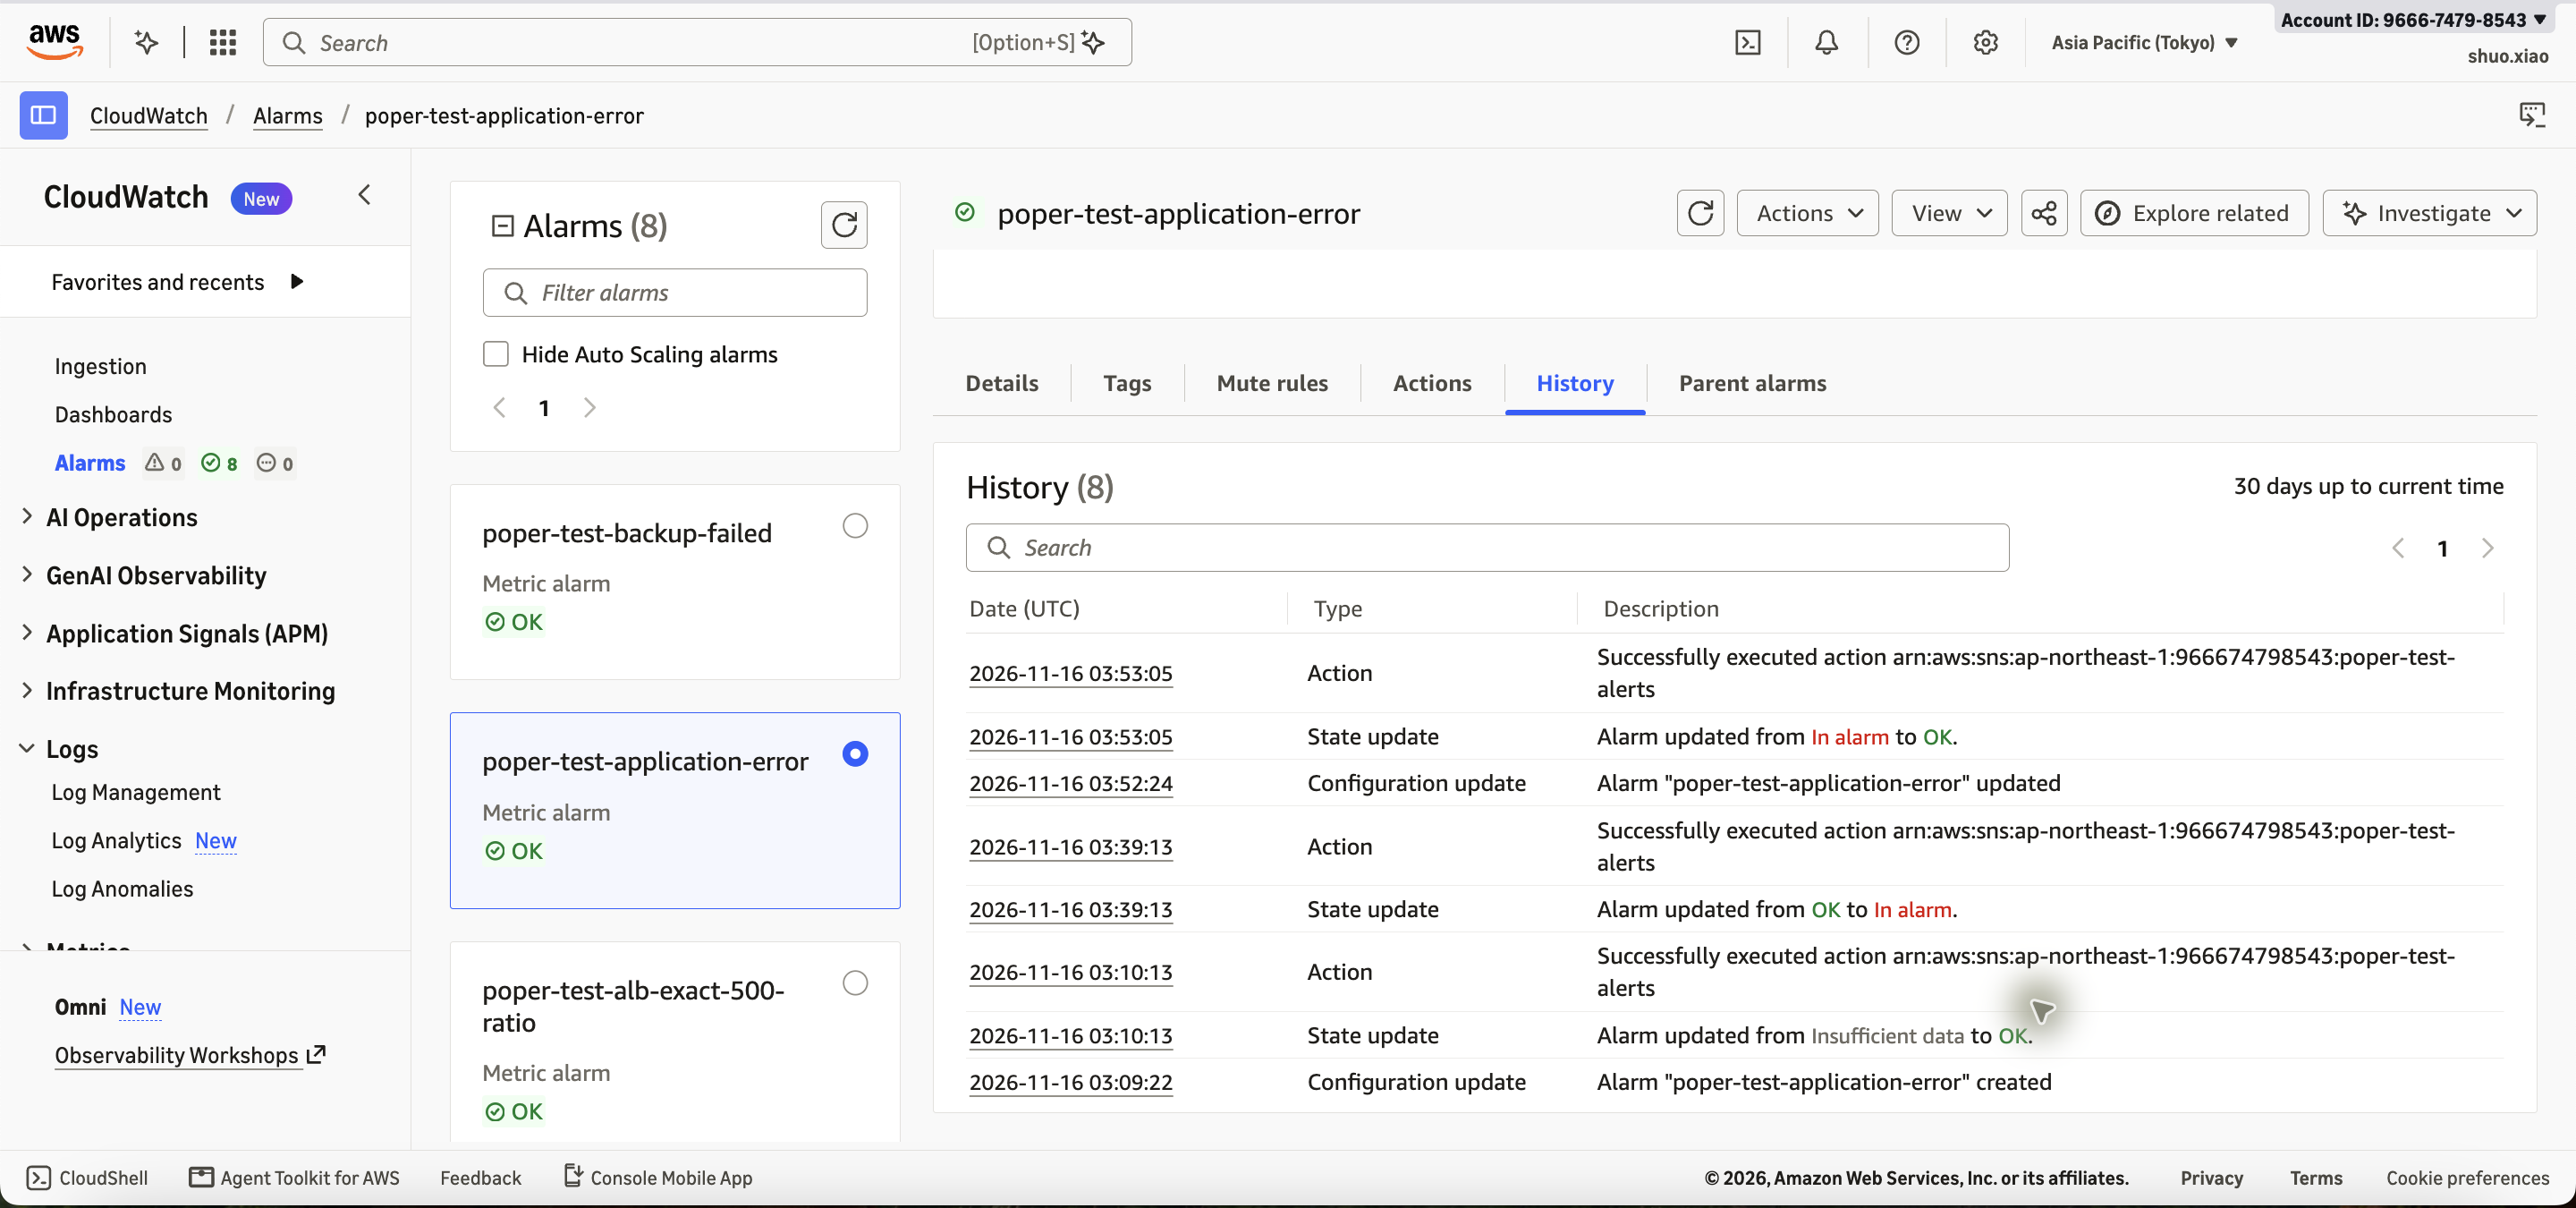 aws
Search
[Option+S]
Account ID: 9666-7479-8543
Asia Pacific (Tokyo)
shuo.xiao
CloudWatch / Alarms / poper-test-application-error
CloudWatch New
Favorites and recents
Ingestion
Dashboards
Alarms 0 8 0
AI Operations
GenAI Observability
Application Signals (APM)
Infrastructure Monitoring
Logs
Log Management
Log Analytics New
Log Anomalies
Metrics
Omni New
Observability Workshops
Alarms (8)
Filter alarms
Hide Auto Scaling alarms
1
poper-test-backup-failed
Metric alarm
OK
poper-test-application-error
Metric alarm
OK
poper-test-alb-exact-500-
ratio
Metric alarm
OK
poper-test-application-error
Actions
View
Explore related
Investigate
Details
Tags
Mute rules
Actions
History
Parent alarms
History (8)
30 days up to current time
Search
1
Date (UTC) Type Description
2026-11-16 03:53:05 Action Successfully executed action arn:aws:sns:ap-northeast-1:966674798543:poper-test-
alerts
2026-11-16 03:53:05 State update Alarm updated from In alarm to OK.
2026-11-16 03:52:24 Configuration update Alarm "poper-test-application-error" updated
2026-11-16 03:39:13 Action Successfully executed action arn:aws:sns:ap-northeast-1:966674798543:poper-test-
alerts
2026-11-16 03:39:13 State update Alarm updated from OK to In alarm.
2026-11-16 03:10:13 Action Successfully executed action arn:aws:sns:ap-northeast-1:966674798543:poper-test-
alerts
2026-11-16 03:10:13 State update Alarm updated from Insufficient data to OK.
2026-11-16 03:09:22 Configuration update Alarm "poper-test-application-error" created
CloudShell
Agent Toolkit for AWS
Feedback
Console Mobile App
© 2026, Amazon Web Services, Inc. or its affiliates.
Privacy
Terms
Cookie preferences